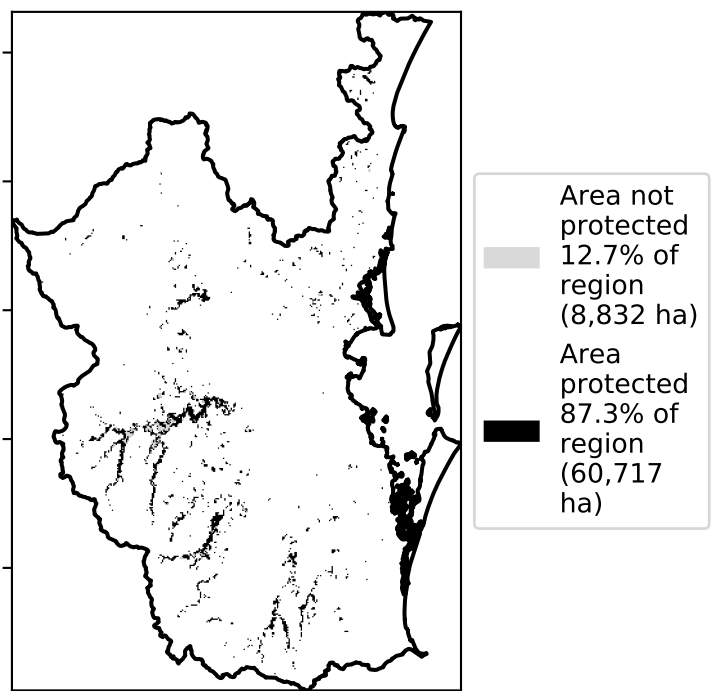 Area not
protected
12.7% of
region
(8,832 ha)
Area
protected
87.3% of
region
(60,717
ha)